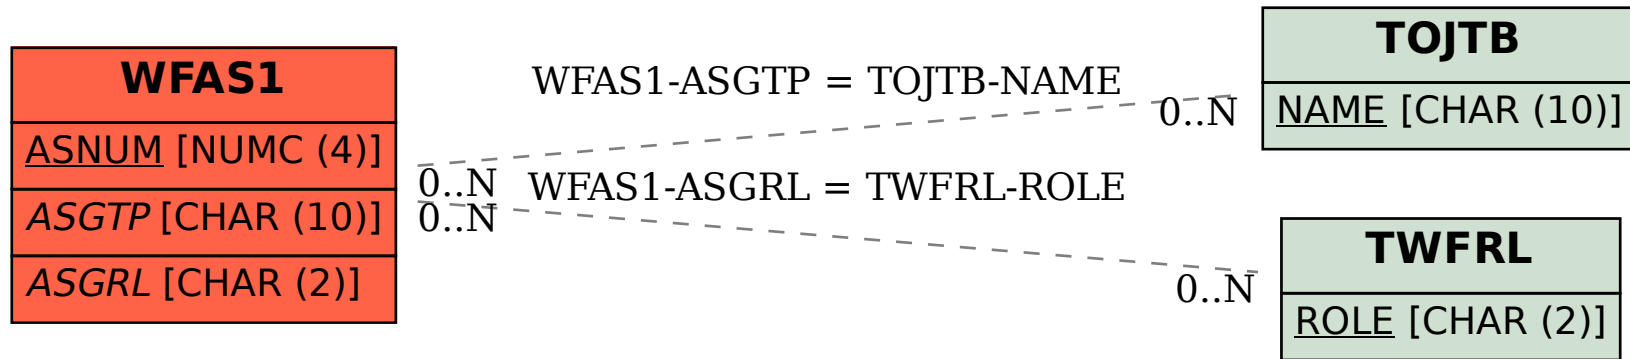 WFAS1
ASNUM [NUMC (4)]
ASGTP [CHAR (10)]
ASGRL [CHAR (2)]
WFAS1-ASGTP = TOJTB-NAME
0..N
0..N
WFAS1-ASGRL = TWFRL-ROLE
0..N
0..N
TOJTB
NAME [CHAR (10)]
TWFRL
ROLE [CHAR (2)]